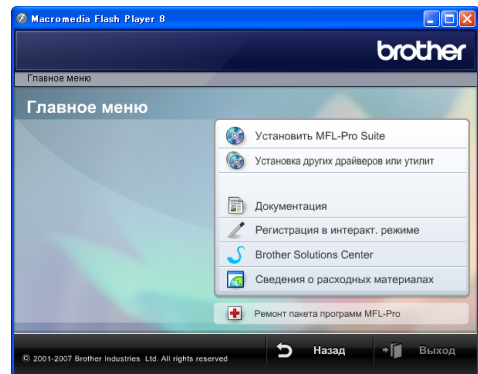 Macromedia Flash Player 8
brother
Главное меню
Главное меню
Установить MFL-Pro Suite
Установка других драйверов или утилит
Документация
Регистрация в интеракт. режиме
Brother Solutions Center
Сведения о расходных материалах
Ремонт пакета программ MFL-Pro
© 2001-2007 Brother Industries Ltd. All rights reserved
Назад
Выход